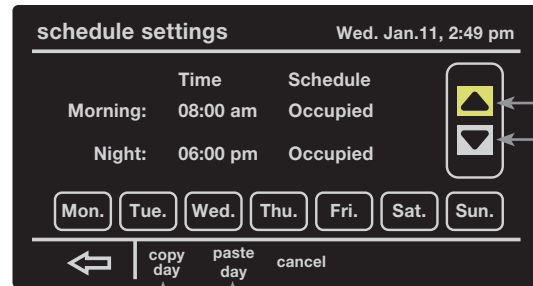 schedule settings Wed. Jan.11, 2:49 pm
Time Schedule
Morning: 08:00 am Occupied
Night: 06:00 pm Occupied
Mon. Tue. Wed. Thu. Fri. Sat. Sun.
copy day paste day cancel